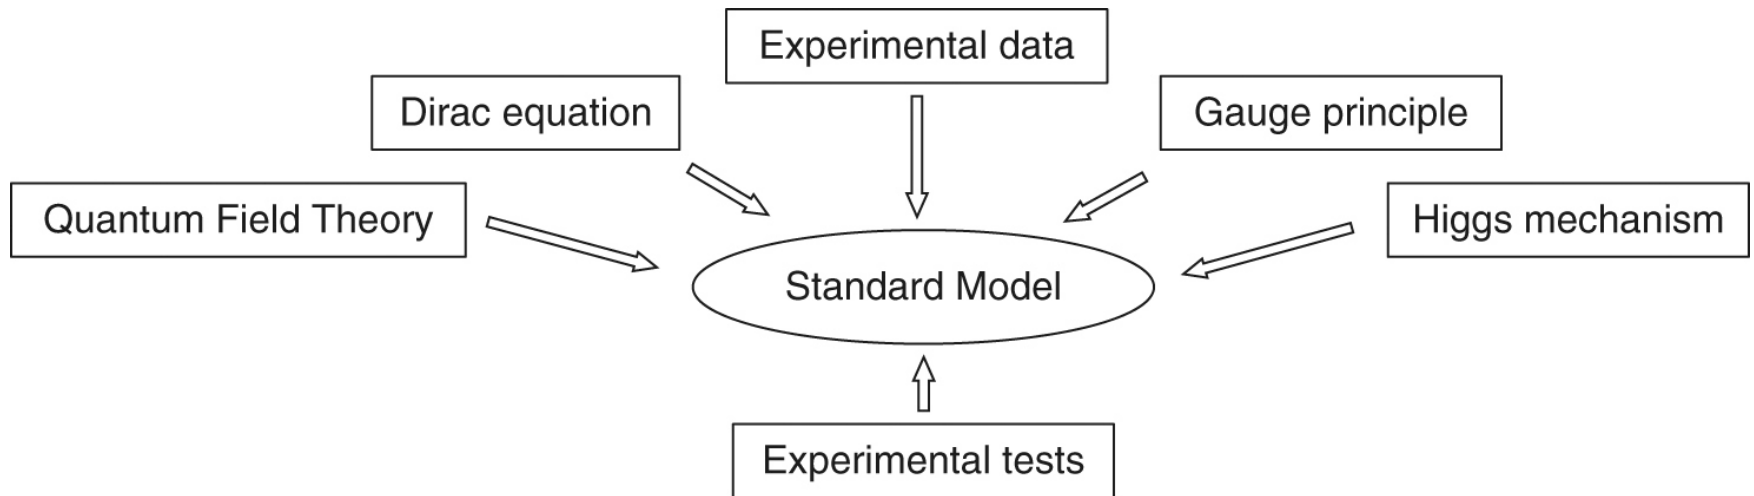 Experimental data
Dirac equation
Gauge principle
Quantum Field Theory
Higgs mechanism
Standard Model
Experimental tests